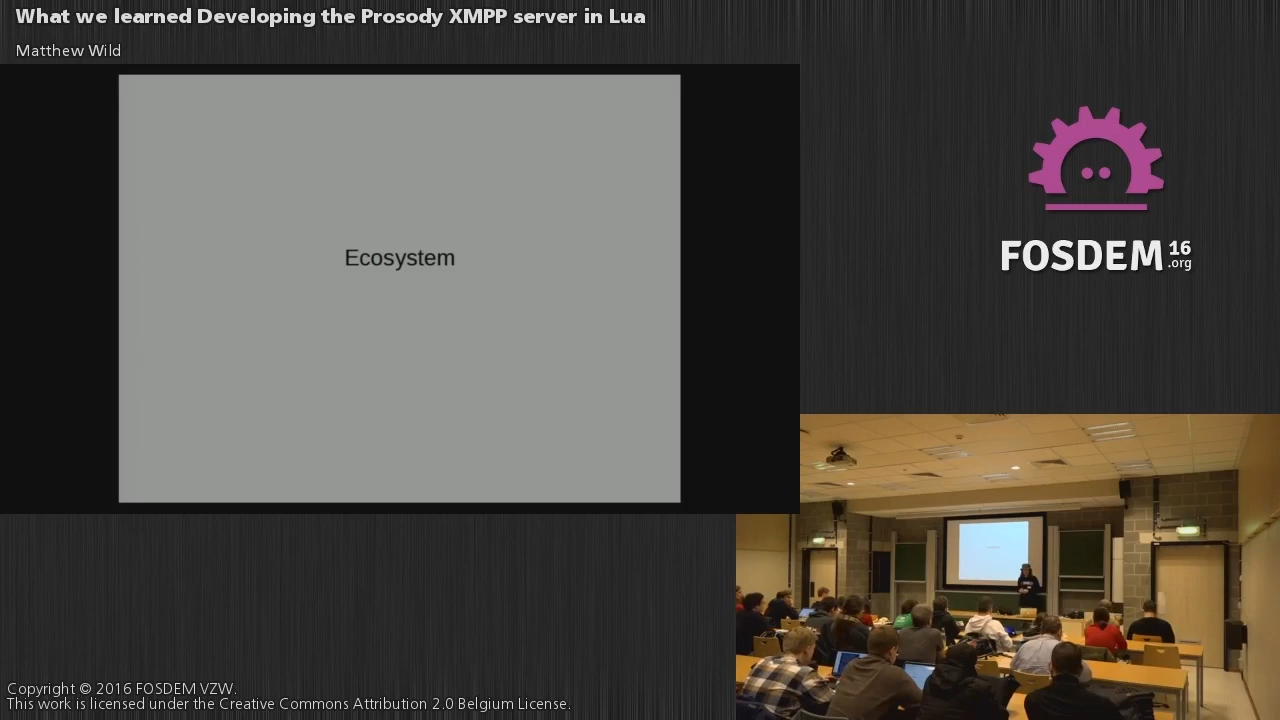 What we learned Developing the Prosody XMPP server in Lua
Matthew Wild
Ecosystem
FOSDEM 16
.org
Copyright © 2016 FOSDEM VZW.
This work is licensed under the Creative Commons Attribution 2.0 Belgium License.